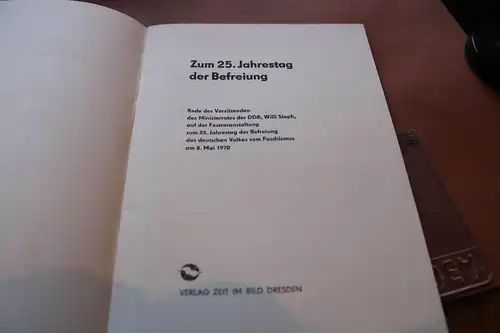 Zum 25. Jahrestag
der Befreiung
Rede des Vorsitzenden
des Ministerrates der DDR, Willi Stoph,
auf der Festveranstaltung
zum 25. Jahrestag der Befreiung
des deutschen Volkes vom Faschismus
am 8. Mai 1970
VERLAG ZEIT IM BILD DRESDEN